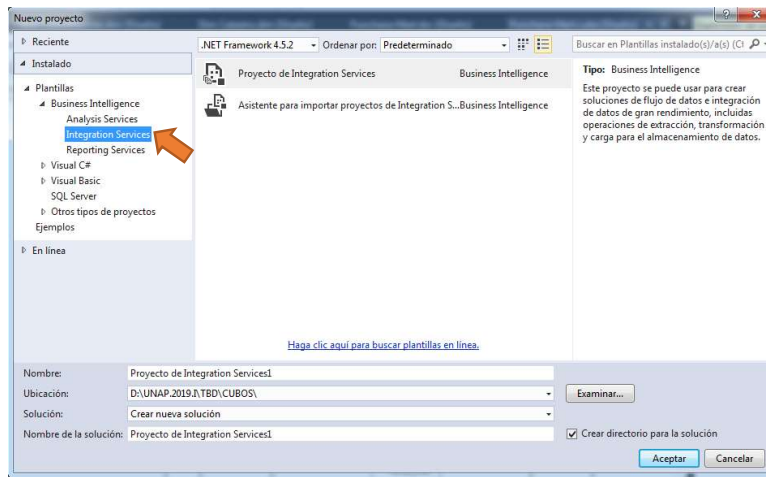 Nuevo proyecto
Reciente
.NET Framework 4.5.2
Ordenar por: Predeterminado
Buscar en Plantillas instalado(s)/a(s) (Ct
Instalado
Plantillas
Business Intelligence
Analysis Services
Integration Services
Reporting Services
Visual C#
Visual Basic
SQL Server
Otros tipos de proyectos
Ejemplos
En línea
Proyecto de Integration Services Business Intelligence
Asistente para importar proyectos de Integration S...Business Intelligence
Haga clic aquí para buscar plantillas en línea.
Tipo: Business Intelligence
Este proyecto se puede usar para crear
soluciones de flujo de datos e integración
de datos de gran rendimiento, incluidas
operaciones de extracción, transformación
y carga para el almacenamiento de datos.
Nombre: Proyecto de Integration Services1
Ubicación: D:\UNAP.2019.I\TBD\CUBOS\
Examinar...
Solución: Crear nueva solución
Nombre de la solución: Proyecto de Integration Services1
Crear directorio para la solución
Aceptar Cancelar